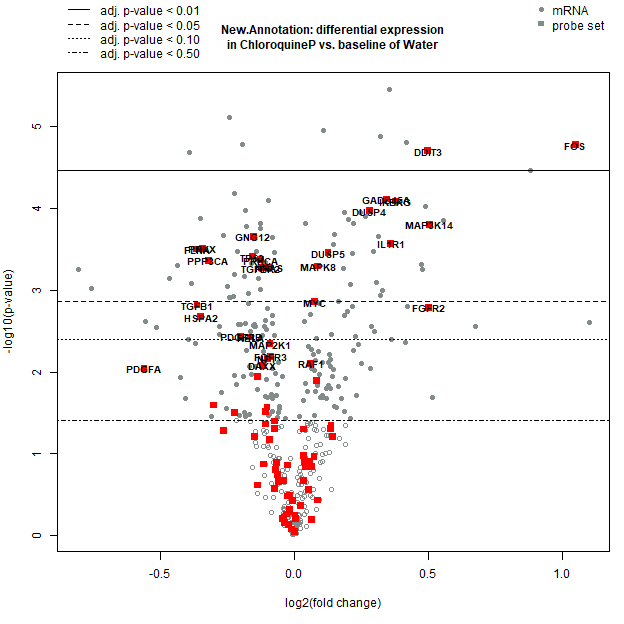 adj. p-value < 0.01
adj. p-value < 0.05
adj. p-value < 0.10
adj. p-value < 0.50
New.Annotation: differential expression
in ChloroquineP vs. baseline of Water
mRNA
probe set
-log10(p-value)
5
4
3
2
1
0
FOS
DDIT3
DUSP4
MAP3K14
GNG12
IL1R1
DUSP5
PPP3CA
MAPK8
MYC
TGFB1
FGFR2
HSPA2
MAP2K1
RAF1
DAXX
PDGFA
-0.5
0.0
0.5
1.0
log2(fold change)